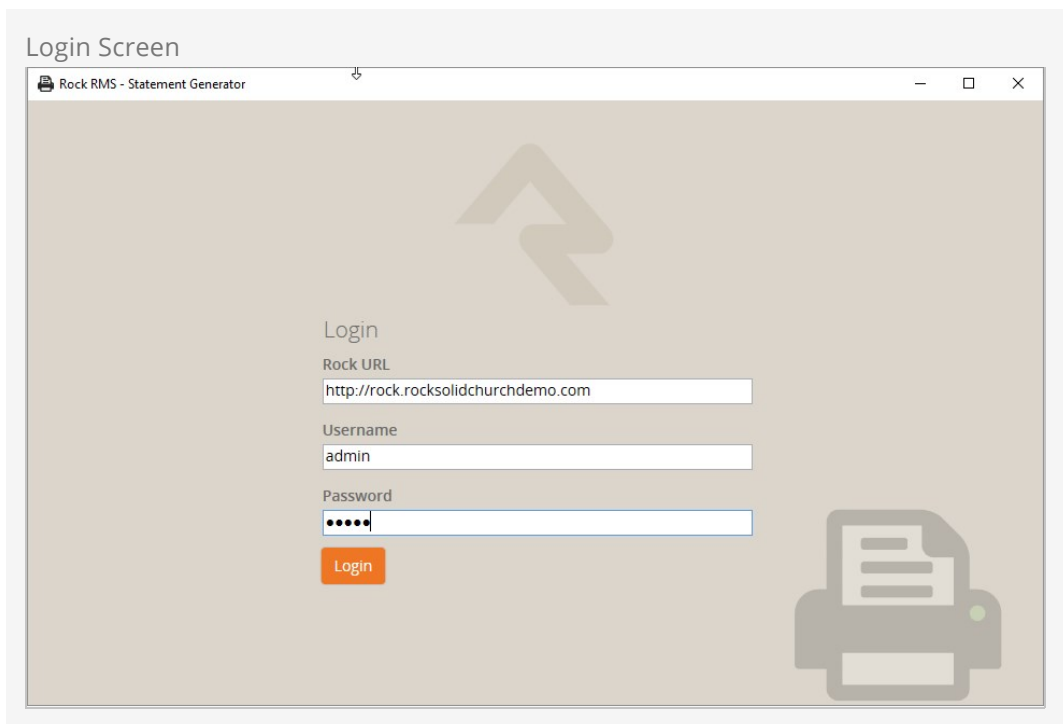 Login Screen
Rock RMS - Statement Generator
Login
Rock URL
http://rock.rocksolidchurchdemo.com
Username
admin
Password
•••••
Login